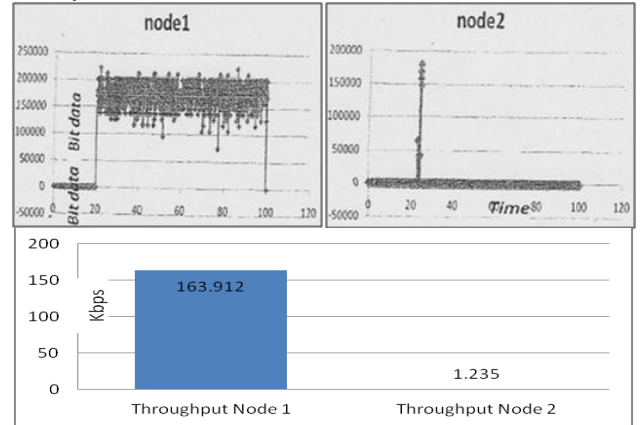 node1
250000
200000
150000
100000
50000
0
-50000
Bit data
Bit data
0 20 40 60 80 100 120
node2
200000
150000
100000
50000
0
-50000
0 20 40 60 80 100 120
Time
200
150
100
50
0
Kbps
163.912
1.235
Throughput Node 1
Throughput Node 2